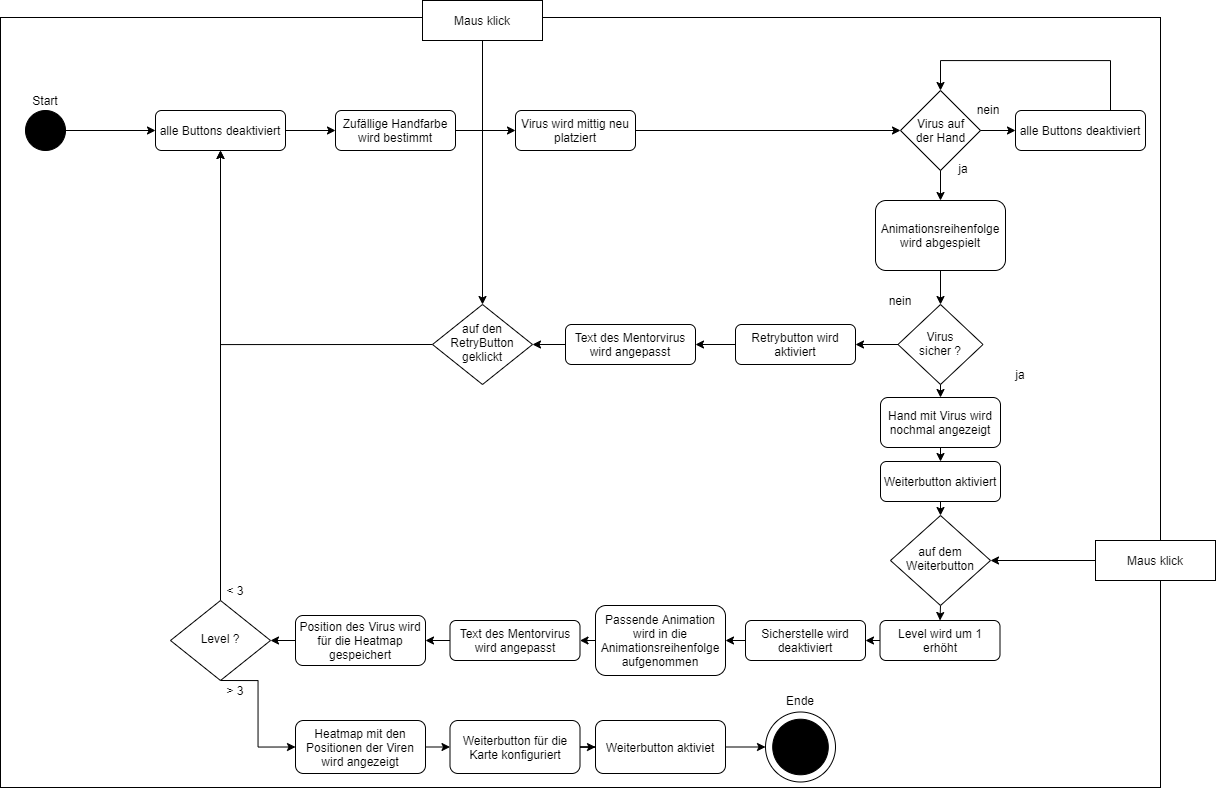 Maus klick
Start
alle Buttons deaktiviert
Zufällige Handfarbe
wird bestimmt
Virus wird mittig neu
platziert
Virus auf
der Hand
nein
alle Buttons deaktiviert
ja
Animationsreihenfolge
wird abgespielt
nein
auf den
RetryButton
geklickt
Text des Mentorvirus
wird angepasst
Retrybutton wird
aktiviert
Virus
sicher ?
ja
Hand mit Virus wird
nochmal angezeigt
Weiterbutton aktiviert
auf dem
Weiterbutton
Maus klick
< 3
Level ?
Position des Virus wird
für die Heatmap
gespeichert
Text des Mentorvirus
wird angepasst
Passende Animation
wird in die
Animationsreihenfolge
aufgenommen
Sicherstelle wird
deaktiviert
Level wird um 1
erhöht
> 3
Heatmap mit den
Positionen der Viren
wird angezeigt
Weiterbutton für die
Karte konfiguriert
Weiterbutton aktiviet
Ende